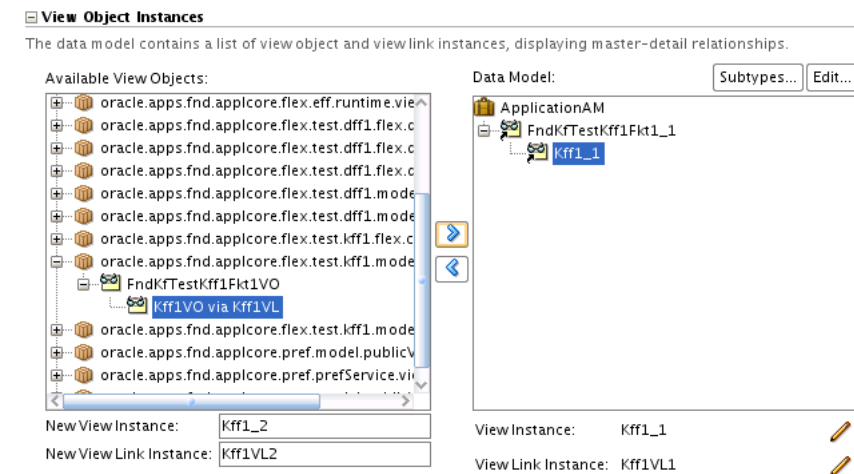 View Object Instances
The data model contains a list of view object and view link instances, displaying master-detail relationships.
Available View Objects:
oracle.apps.fnd.applcore.flex.eff.runtime.vie
oracle.apps.fnd.applcore.flex.test.dff1.flex.c
oracle.apps.fnd.applcore.flex.test.dff1.flex.c
oracle.apps.fnd.applcore.flex.test.dff1.flex.c
oracle.apps.fnd.applcore.flex.test.dff1.mode
oracle.apps.fnd.applcore.flex.test.dff1.mode
oracle.apps.fnd.applcore.flex.test.kff1.flex.c
oracle.apps.fnd.applcore.flex.test.kff1.mode
FndKfTestKff1Fkt1VO
Kff1VO via Kff1VL
oracle.apps.fnd.applcore.flex.test.kff1.mode
oracle.apps.fnd.applcore.pref.model.publicV
oracle.apps.fnd.applcore.pref.prefService.vi
New View Instance: Kff1_2
New View Link Instance: Kff1VL2
Data Model:
Subtypes... Edit...
ApplicationAM
FndKfTestKff1Fkt1_1
Kff1_1
View Instance: Kff1_1
View Link Instance: Kff1VL1